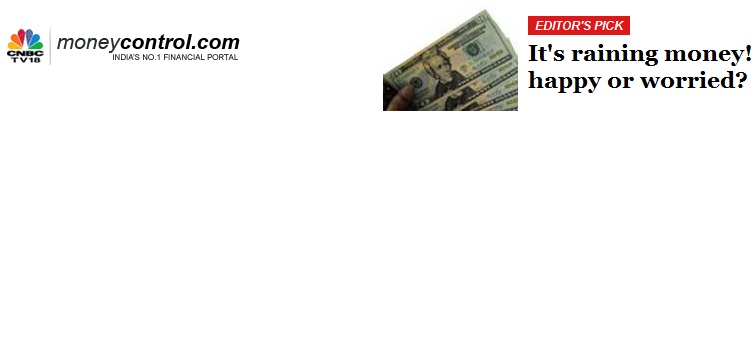 CNBC
TV18
moneycontrol.com
INDIA'S NO.1 FINANCIAL PORTAL
EDITOR'S PICK
It's raining money!
happy or worried?